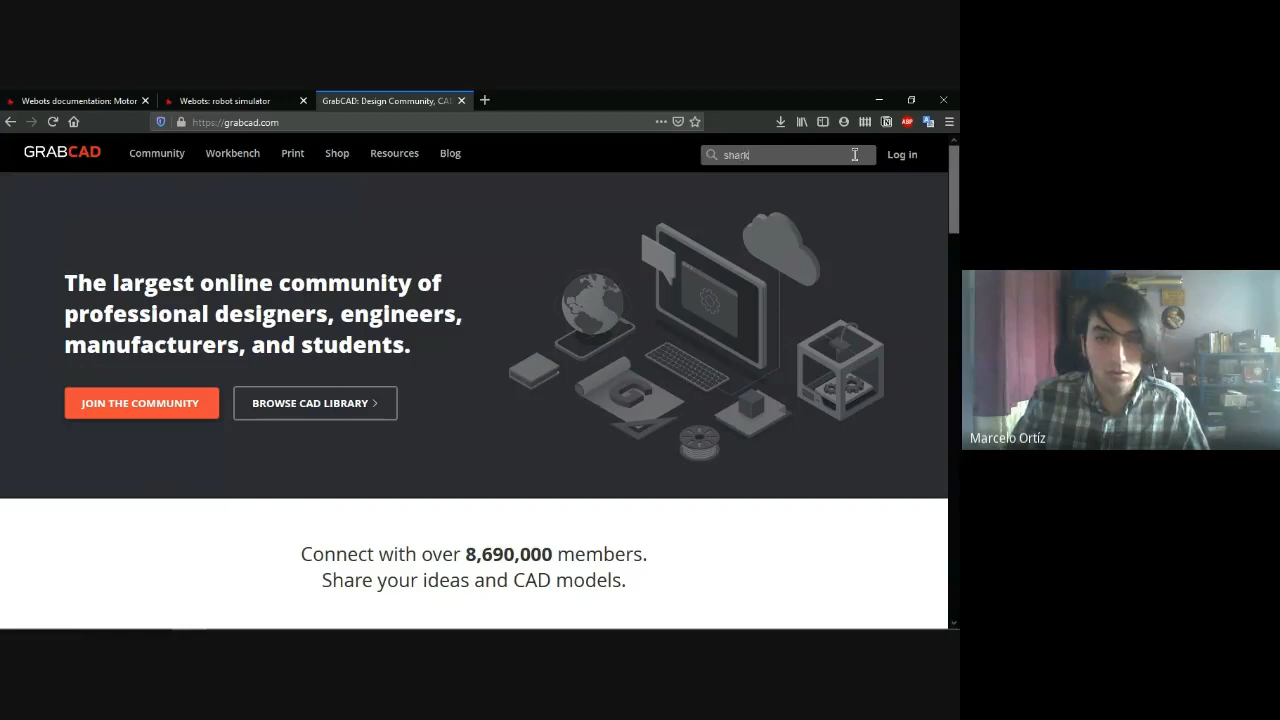 Webots documentation: Motor
Webots: robot simulator
GrabCAD: Design Community, CA
https://grabcad.com
ABP
GRABCAD
Community
Workbench
Print
Shop
Resources
Blog
shark
Log in
The largest online community of
professional designers, engineers,
manufacturers, and students.
JOIN THE COMMUNITY
BROWSE CAD LIBRARY
Connect with over 8,690,000 members.
Share your ideas and CAD models.
Marcelo Ortíz